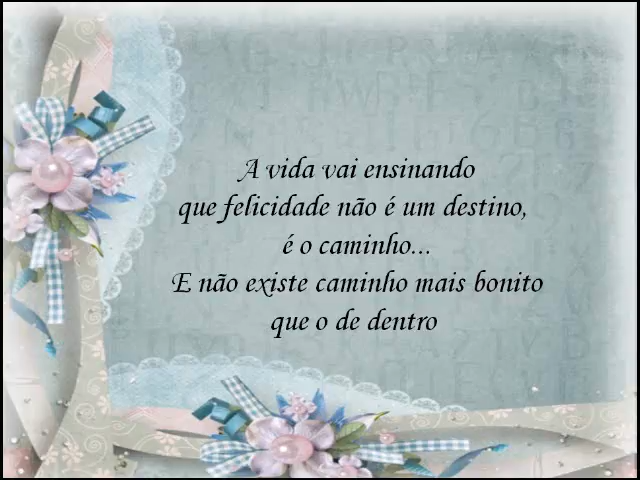 A vida vai ensinando
que felicidade não é um destino,
é o caminho...
E não existe caminho mais bonito
que o de dentro